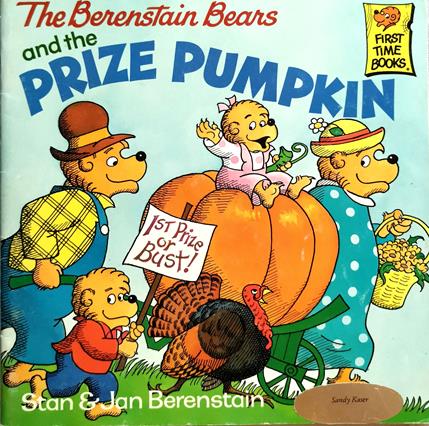 The Berenstain Bears
and the
PRIZE PUMPKIN
FIRST
TIME
BOOKS®
1ST PRIZE
or
BUST!
Stan & Jan Berenstain
Sandy Kaser